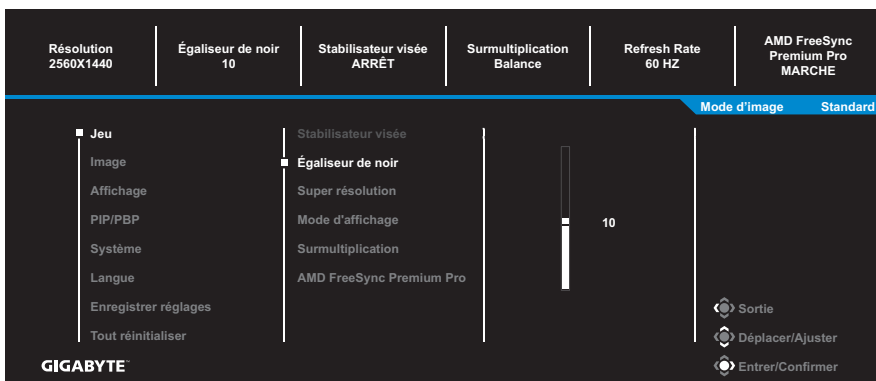 Résolution
2560X1440
Égaliseur de noir
10
Stabilisateur visée
ARRÊT
Surmultiplication
Balance
Refresh Rate
60 HZ
AMD FreeSync
Premium Pro
MARCHE
Mode d'image Standard
Jeu
Image
Affichage
PIP/PBP
Système
Langue
Enregistrer réglages
Tout réinitialiser
Stabilisateur visée
Égaliseur de noir
Super résolution
Mode d'affichage
Surmultiplication
AMD FreeSync Premium Pro
10
Sortie
Déplacer/Ajuster
Entrer/Confirmer
GIGABYTE™